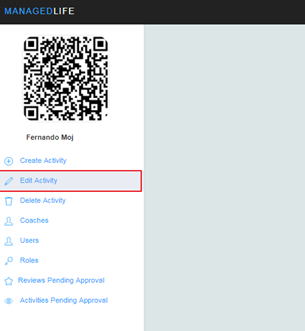 MANAGEDLIFE
Fernando Moj
Create Activity
Edit Activity
Delete Activity
Coaches
Users
Roles
Reviews Pending Approval
Activities Pending Approval